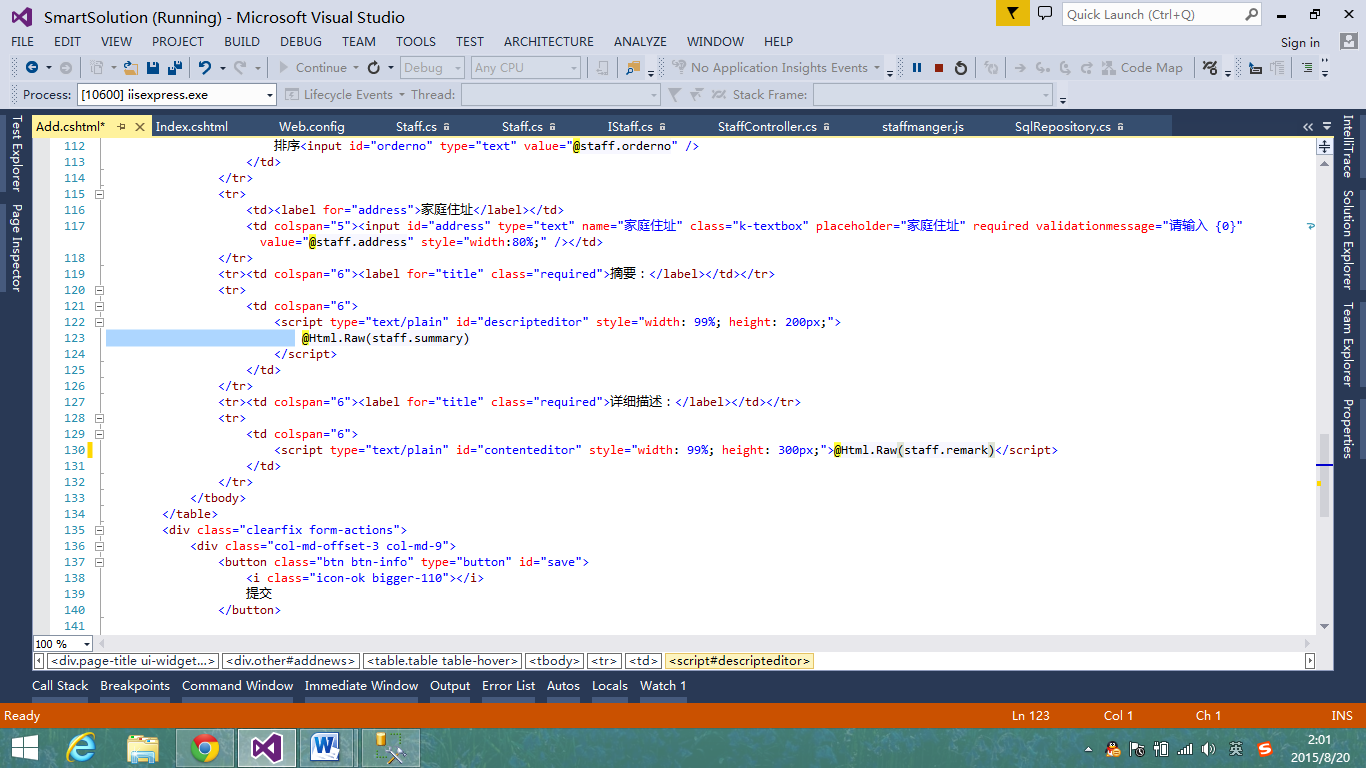 SmartSolution (Running) - Microsoft Visual Studio
Quick Launch (Ctrl+Q)
FILE EDIT VIEW PROJECT BUILD DEBUG TEAM TOOLS TEST ARCHITECTURE ANALYZE WINDOW HELP
Sign in
Continue Debug Any CPU No Application Insights Events Code Map
Process: [10600] iisexpress.exe Lifecycle Events Thread: Stack Frame:
Add.cshtml* Index.cshtml Web.config Staff.cs Staff.cs IStaff.cs StaffController.cs staffmanger.js SqlRepository.cs
Test Explorer
Page Inspector
IntelliTrace
Solution Explorer
Team Explorer
Properties
112 排序<input id="orderno" type="text" value="@staff.orderno" />
113 </td>
114 </tr>
115 <tr>
116 <td><label for="address">家庭住址</label></td>
117 <td colspan="5"><input id="address" type="text" name="家庭住址" class="k-textbox" placeholder="家庭住址" required validationmessage="请输入 {0}"
value="@staff.address" style="width:80%;" /></td>
118 </tr>
119 <tr><td colspan="6"><label for="title" class="required">摘要：</label></td></tr>
120 <tr>
121 <td colspan="6">
122 <script type="text/plain" id="descripteditor" style="width: 99%; height: 200px;">
123 @Html.Raw(staff.summary)
124 </script>
125 </td>
126 </tr>
127 <tr><td colspan="6"><label for="title" class="required">详细描述：</label></td></tr>
128 <tr>
129 <td colspan="6">
130 <script type="text/plain" id="contenteditor" style="width: 99%; height: 300px;">@Html.Raw(staff.remark)</script>
131 </td>
132 </tr>
133 </tbody>
134 </table>
135 <div class="clearfix form-actions">
136 <div class="col-md-offset-3 col-md-9">
137 <button class="btn btn-info" type="button" id="save">
138 <i class="icon-ok bigger-110"></i>
139 提交
140 </button>
141
100 %
<div.page-title ui-widget...> <div.other#addnews> <table.table table-hover> <tbody> <tr> <td> <script#descripteditor>
Call Stack Breakpoints Command Window Immediate Window Output Error List Autos Locals Watch 1
Ready Ln 123 Col 1 Ch 1 INS
英
2:01
2015/8/20